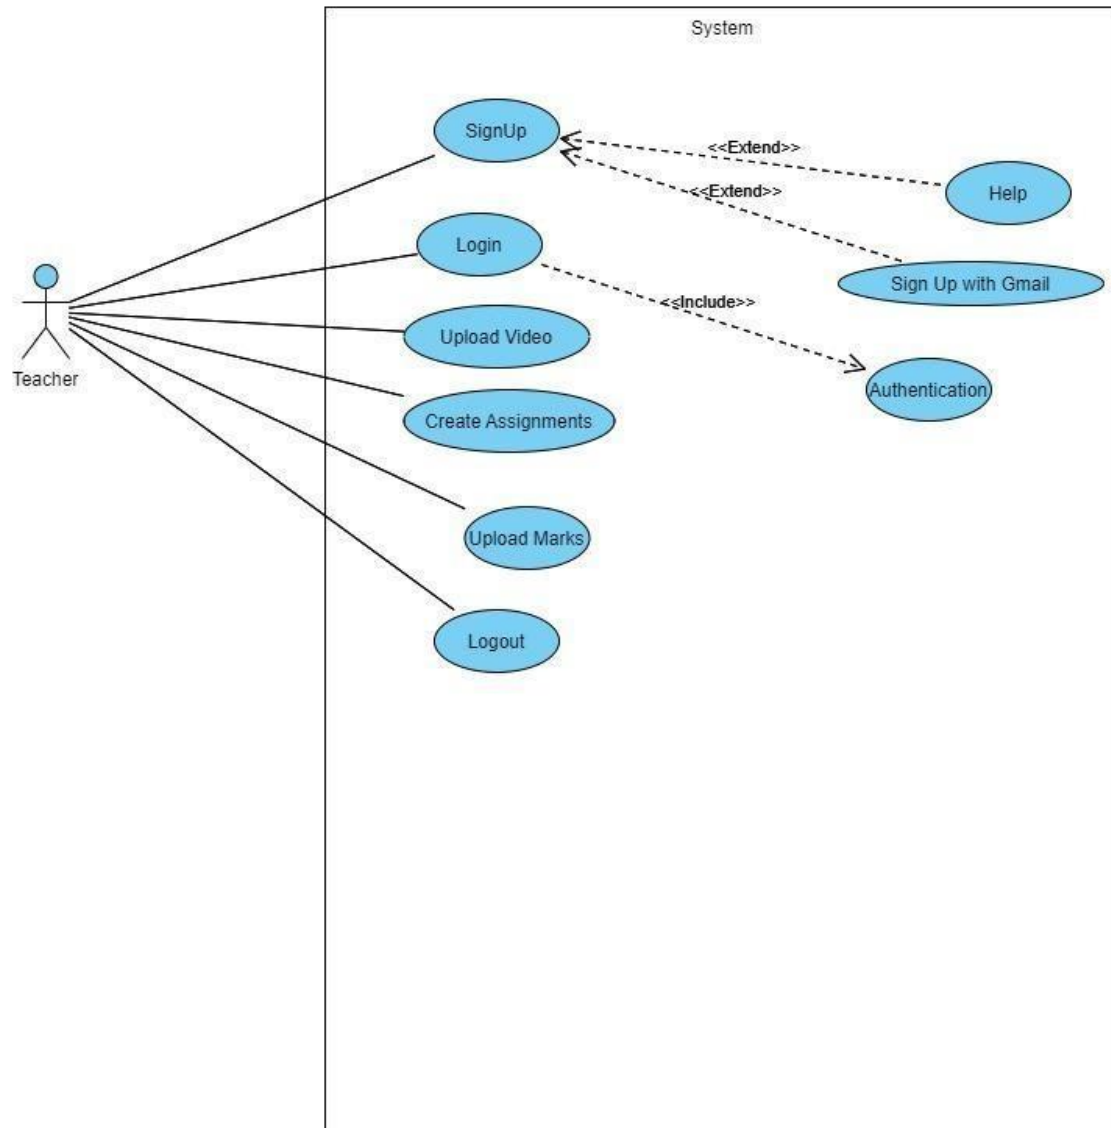 System
SignUp
<<Extend>>
Help
<<Extend>>
Login
Sign Up with Gmail
<<Include>>
Upload Video
Teacher
Authentication
Create Assignments
Upload Marks
Logout